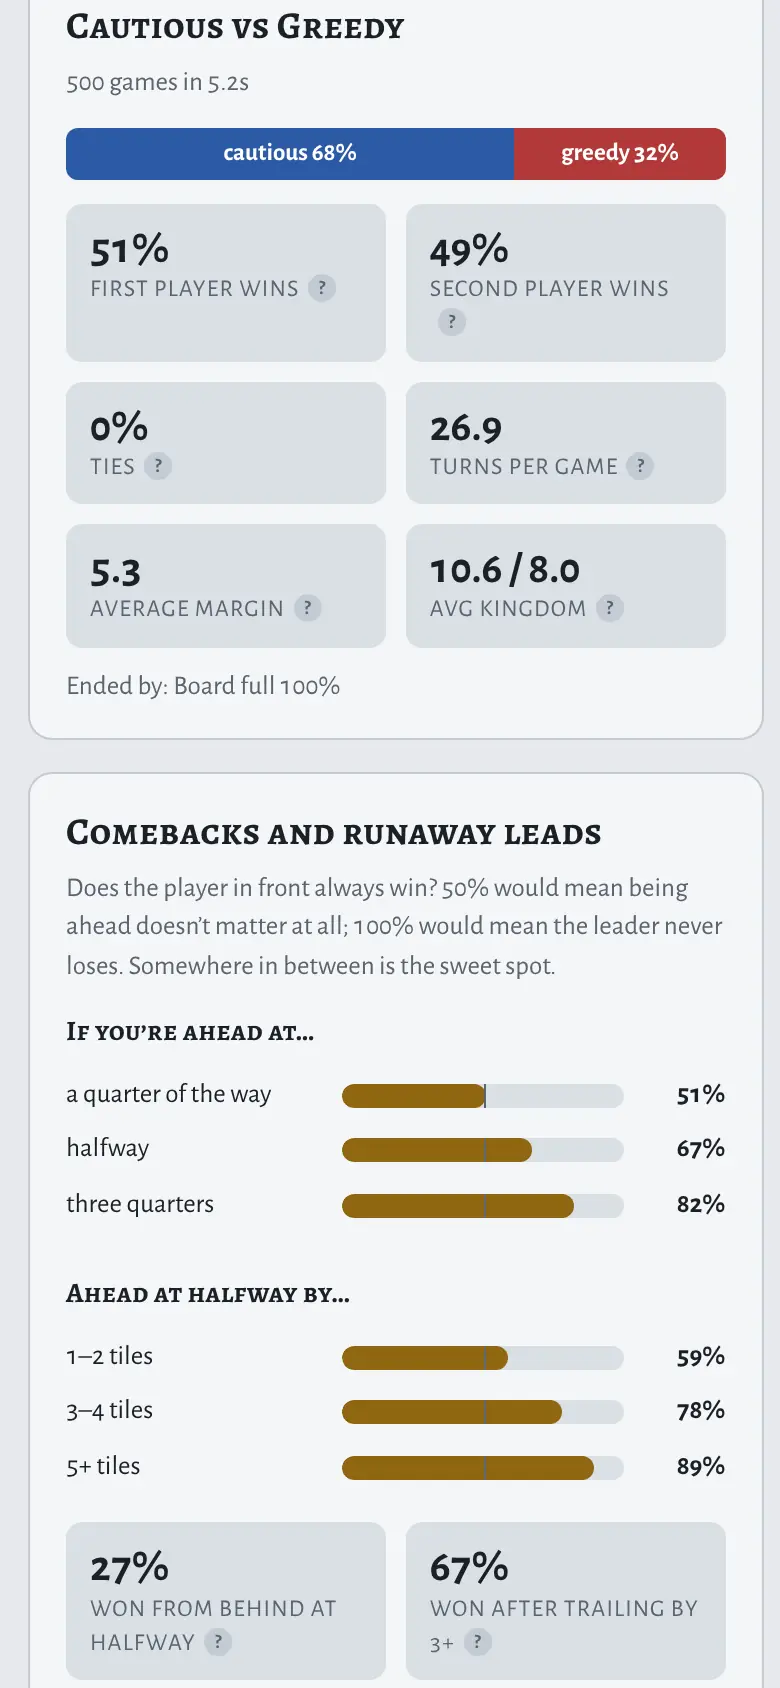 Cautious vs Greedy
500 games in 5.2s
cautious 68% greedy 32%
51%
FIRST PLAYER WINS ?
49%
SECOND PLAYER WINS
?
0%
TIES ?
26.9
TURNS PER GAME ?
5.3
AVERAGE MARGIN ?
10.6 / 8.0
AVG KINGDOM ?
Ended by: Board full 100%
Comebacks and runaway leads
Does the player in front always win? 50% would mean being
ahead doesn’t matter at all; 100% would mean the leader never
loses. Somewhere in between is the sweet spot.
If you’re ahead at…
a quarter of the way 51%
halfway 67%
three quarters 82%
Ahead at halfway by…
1–2 tiles 59%
3–4 tiles 78%
5+ tiles 89%
27%
WON FROM BEHIND AT
HALFWAY ?
67%
WON AFTER TRAILING BY
3+ ?